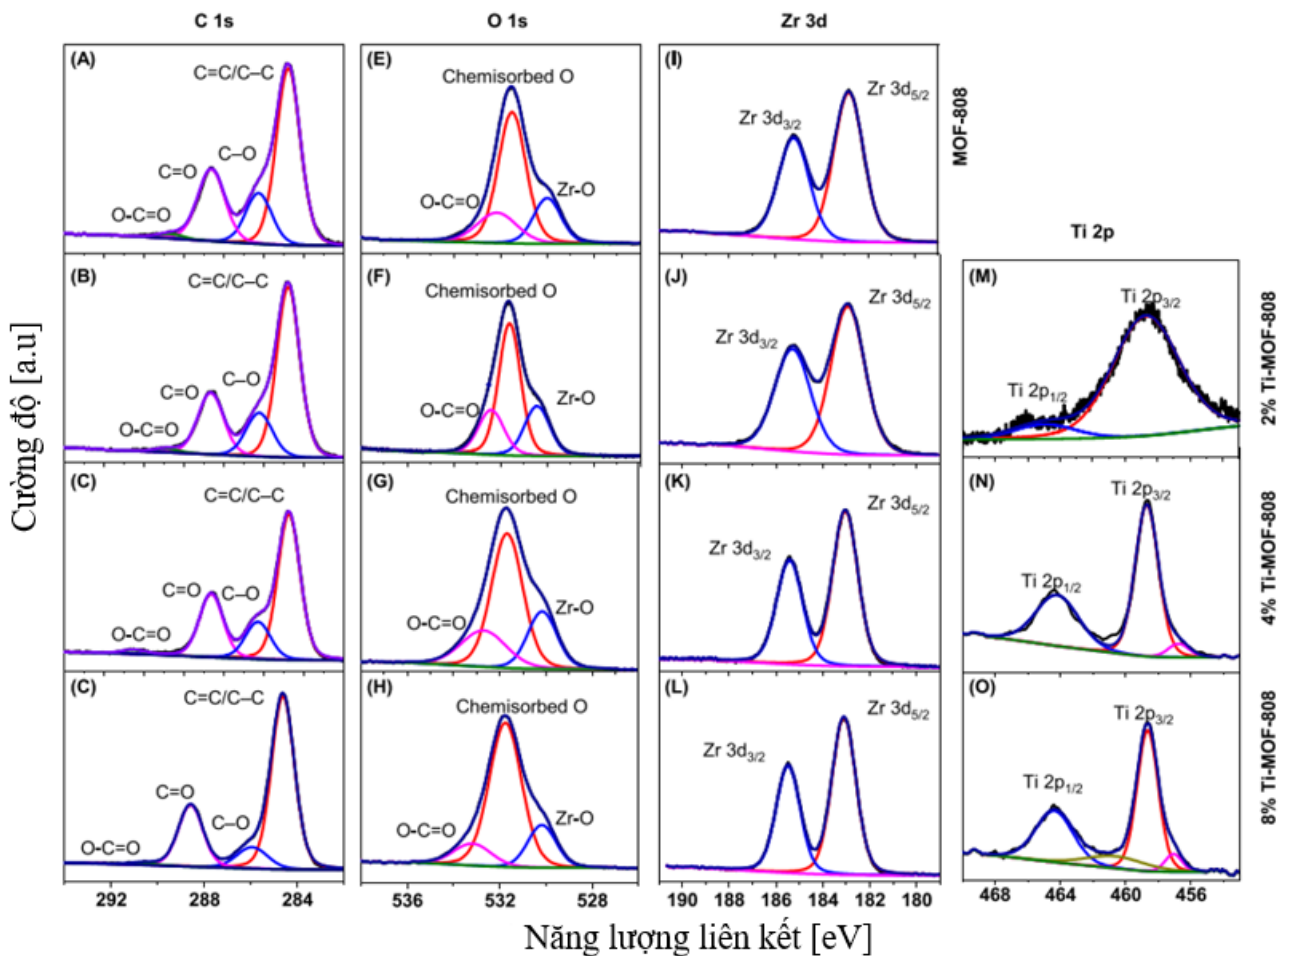 C 1s
O 1s
Zr 3d
(A)
C=C/C–C
C–O
C=O
O-C=O
(E)
Chemisorbed O
O-C=O
Zr-O
(I)
Zr 3d5/2
Zr 3d3/2
MOF-808
Ti 2p
(B)
C=C/C–C
C=O
C–O
O-C=O
(F)
Chemisorbed O
O-C=O
Zr-O
(J)
Zr 3d5/2
Zr 3d3/2
(M)
Ti 2p3/2
Ti 2p1/2
2% Ti-MOF-808
(C)
C=C/C–C
C=O
C–O
O-C=O
(G)
Chemisorbed O
O-C=O
Zr-O
(K)
Zr 3d5/2
Zr 3d3/2
(N)
Ti 2p3/2
Ti 2p1/2
4% Ti-MOF-808
(C)
C=C/C–C
C=O
C–O
O-C=O
(H)
Chemisorbed O
O-C=O
Zr-O
(L)
Zr 3d5/2
Zr 3d3/2
(O)
Ti 2p3/2
Ti 2p1/2
8% Ti-MOF-808
292 288 284
536 532 528
190 188 186 184 182 180
468 464 460 456
Cường độ [a.u]
Năng lượng liên kết [eV]